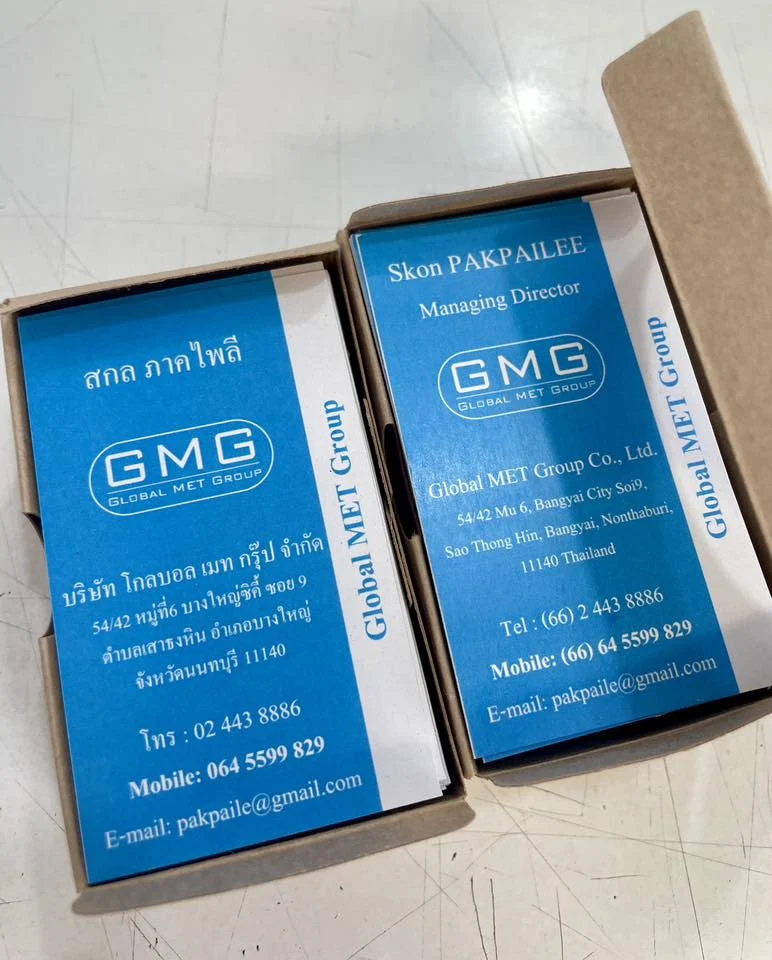 สกล ภาคไพลี
GMG
GLOBAL MET GROUP
บริษัท โกลบอล เมท กรุ๊ป จำกัด
54/42 หมู่ที่6 บางใหญ่ซิตี้ ซอย 9
ตำบลเสาธงหิน อำเภอบางใหญ่
จังหวัดนนทบุรี 11140
โทร : 02 443 8886
Mobile: 064 5599 829
E-mail: pakpaile@gmail.com
Global MET Group
Skon PAKPAILEE
Managing Director
GMG
GLOBAL MET GROUP
Global MET Group Co., Ltd.
54/42 Mu 6, Bangyai City Soi9,
Sao Thong Hin, Bangyai, Nonthaburi,
11140 Thailand
Tel : (66) 2 443 8886
Mobile: (66) 64 5599 829
E-mail: pakpaile@gmail.com
Global MET Group